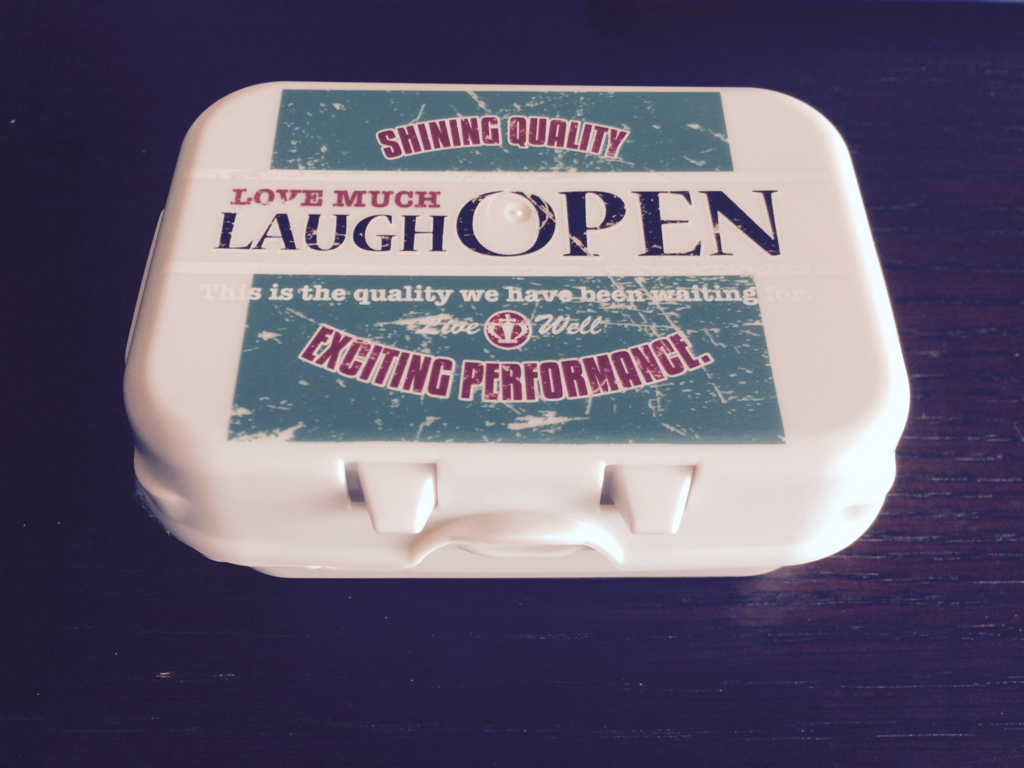 SHINING QUALITY
LOVE MUCH
LAUGH OPEN
This is the quality we have been waiting for.
Live Well
EXCITING PERFORMANCE.